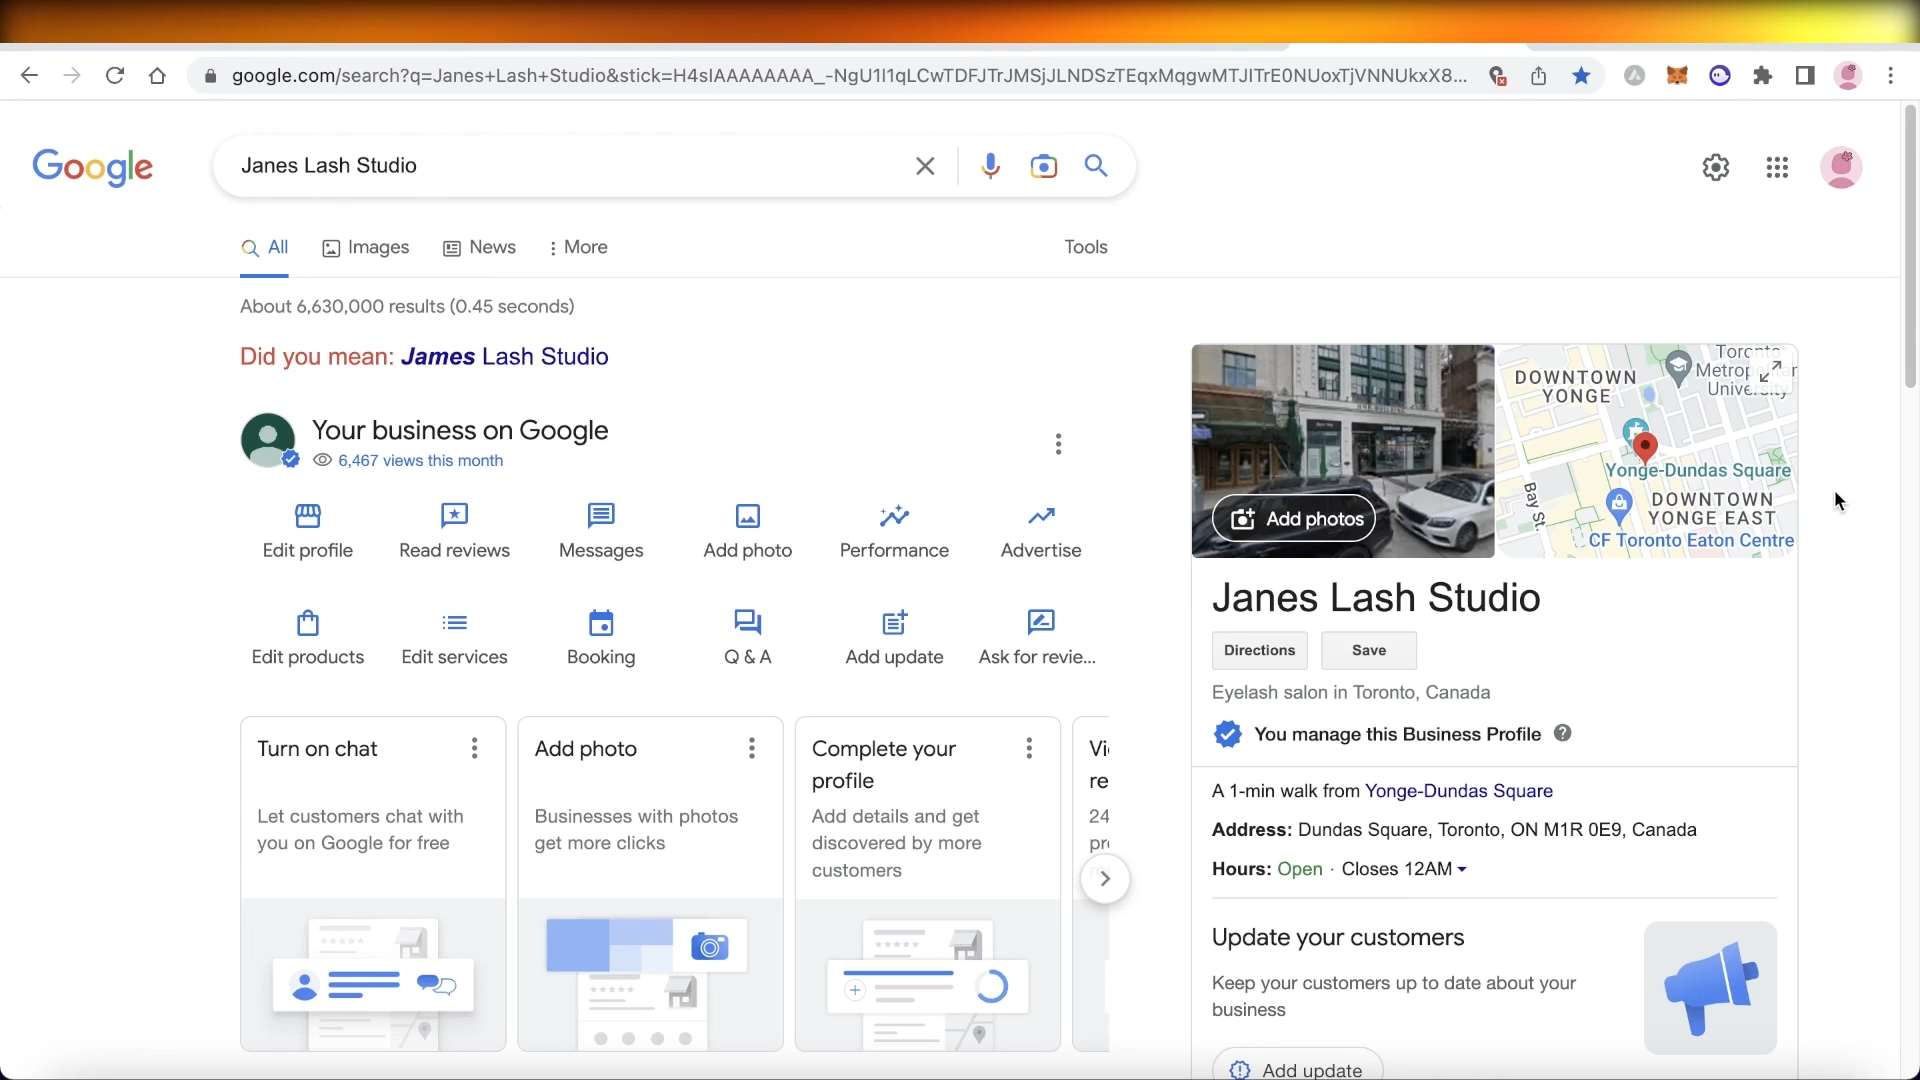 google.com/search?q=Janes+Lash+Studio&stick=H4sIAAAAAAAA_-NgU1I1qLCwTDFJTrJMSjJLNDSzTEqxMqgwMTJITrE0NUoxTjVNNUkxX8...
Google
Janes Lash Studio
All
Images
News
More
Tools
About 6,630,000 results (0.45 seconds)
Did you mean: James Lash Studio
Your business on Google
6,467 views this month
Edit profile
Read reviews
Messages
Add photo
Performance
Advertise
Edit products
Edit services
Booking
Q & A
Add update
Ask for revie...
Turn on chat
Let customers chat with
you on Google for free
Add photo
Businesses with photos
get more clicks
Complete your
profile
Add details and get
discovered by more
customers
Vi
re
24
pr
Add photos
DOWNTOWN
YONGE
Toronto
Metropolitar
University
Yonge-Dundas Square
Bay St.
DOWNTOWN
YONGE EAST
CF Toronto Eaton Centre
Janes Lash Studio
Directions
Save
Eyelash salon in Toronto, Canada
You manage this Business Profile
A 1-min walk from Yonge-Dundas Square
Address: Dundas Square, Toronto, ON M1R 0E9, Canada
Hours: Open · Closes 12AM
Update your customers
Keep your customers up to date about your
business
Add update